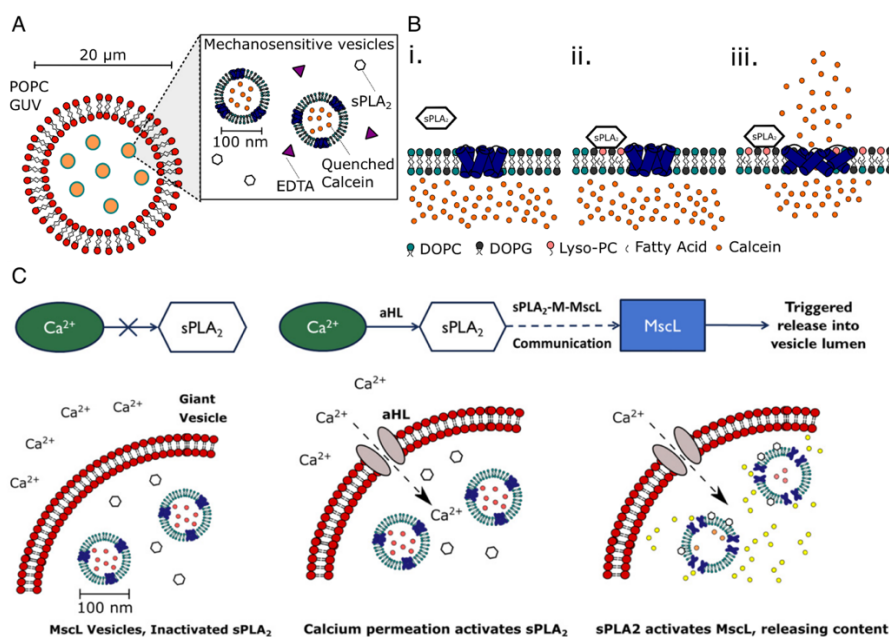 A
20 μm
POPC
GUV
Mechanosensitive vesicles
sPLA₂
100 nm
Quenched
Calcein
EDTA
B
i.
ii.
iii.
sPLA₂
sPLA₂
sPLA₂
DOPC
DOPG
Lyso-PC
Fatty Acid
Calcein
C
Ca²⁺
sPLA₂
Ca²⁺
aHL
sPLA₂
sPLA₂-M-MscL
Communication
MscL
Triggered
release into
vesicle lumen
Giant
Vesicle
Ca²⁺
Ca²⁺
Ca²⁺
Ca²⁺
Ca²⁺
100 nm
MscL Vesicles, Inactivated sPLA₂
Ca²⁺
Ca²⁺
Ca²⁺
aHL
Ca²⁺
Calcium permeation activates sPLA₂
Ca²⁺
sPLA2 activates MscL, releasing content